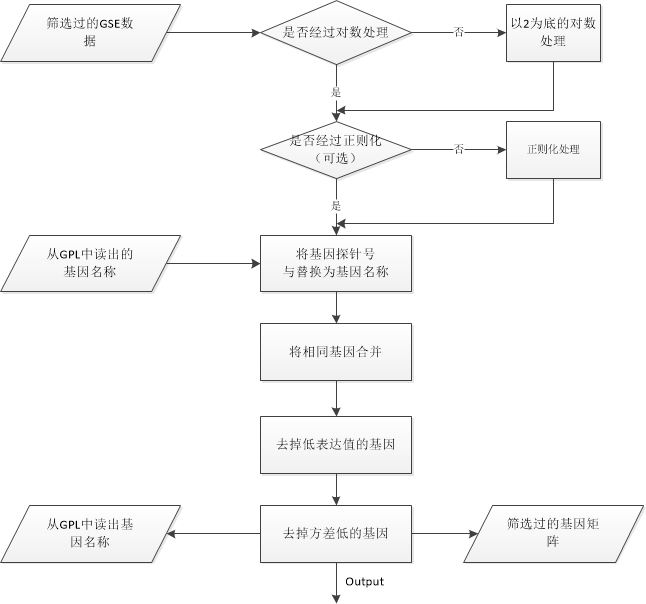 筛选过的GSE数
据
是否经过对数处理
否
以2为底的对数
处理
是
是否经过正则化
（可选）
否
正则化处理
是
从GPL中读出的
基因名称
将基因探针号
与替换为基因名称
将相同基因合并
去掉低表达值的基因
从GPL中读出基
因名称
去掉方差低的基因
筛选过的基因矩
阵
Output